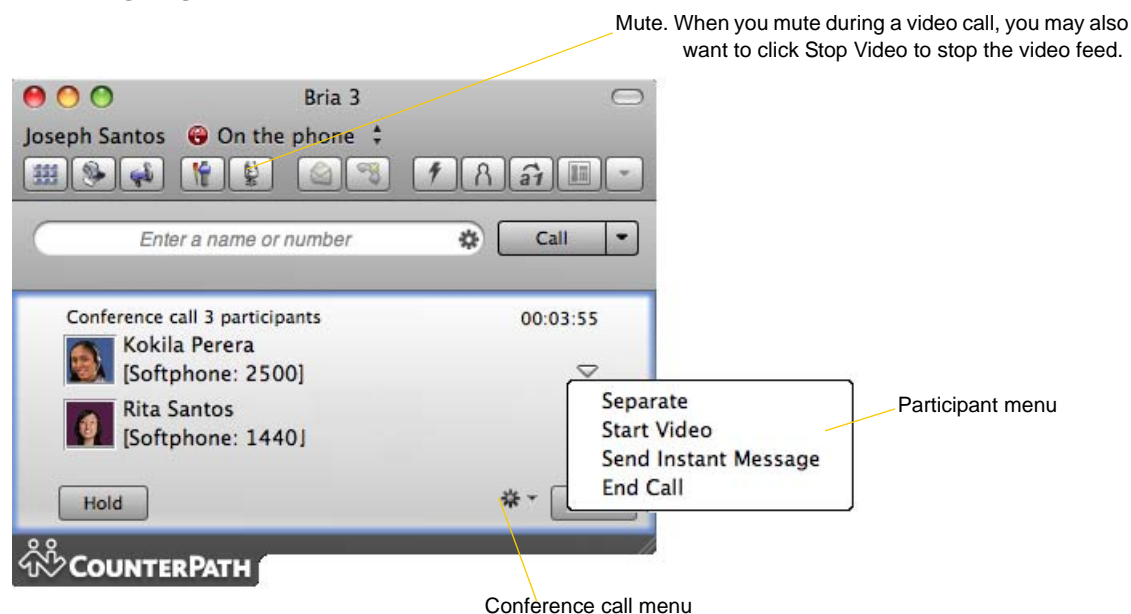 Mute. When you mute during a video call, you may also
want to click Stop Video to stop the video feed.
Bria 3
Joseph Santos On the phone
a1
Enter a name or number
Call
Conference call 3 participants 00:03:55
Kokila Perera
[Softphone: 2500]
Rita Santos
[Softphone: 1440]
Separate
Start Video
Send Instant Message
End Call
Participant menu
Hold
COUNTERPATH
Conference call menu